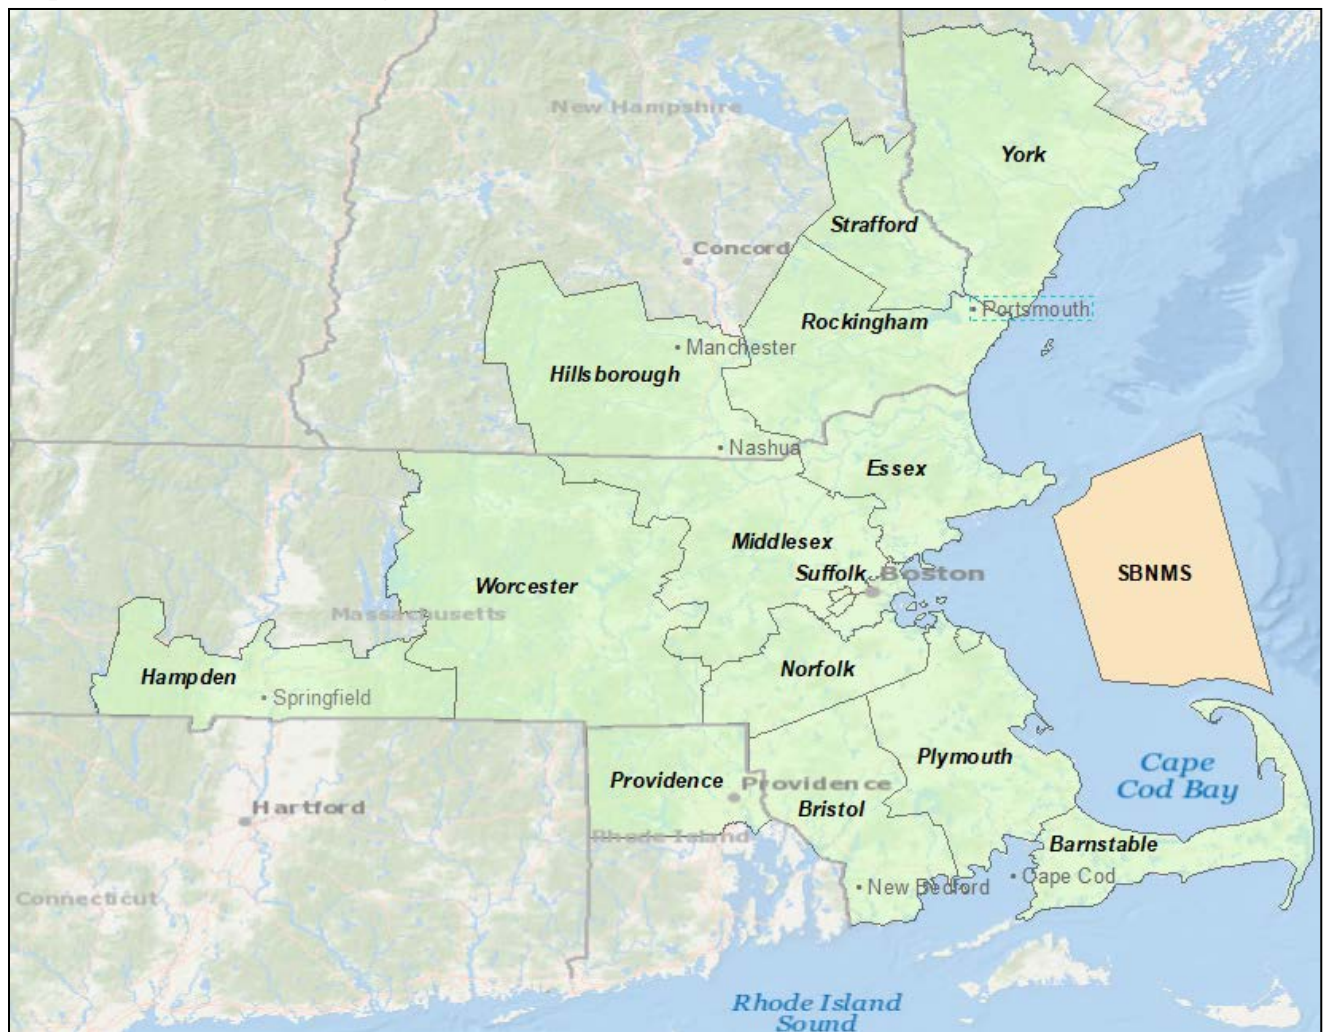 New Hampshire
York
Strafford
Concord
Portsmouth
Rockingham
Manchester
Hillsborough
Nashua
Essex
Middlesex
Suffolk
Boston
SBNMS
Worcester
Massachusetts
Norfolk
Hampden
Springfield
Plymouth
Cape
Cod Bay
Providence
Providence
Hartford
Bristol
Rhode Island
Barnstable
Cape Cod
New Bedford
Connecticut
Rhode Island
Sound